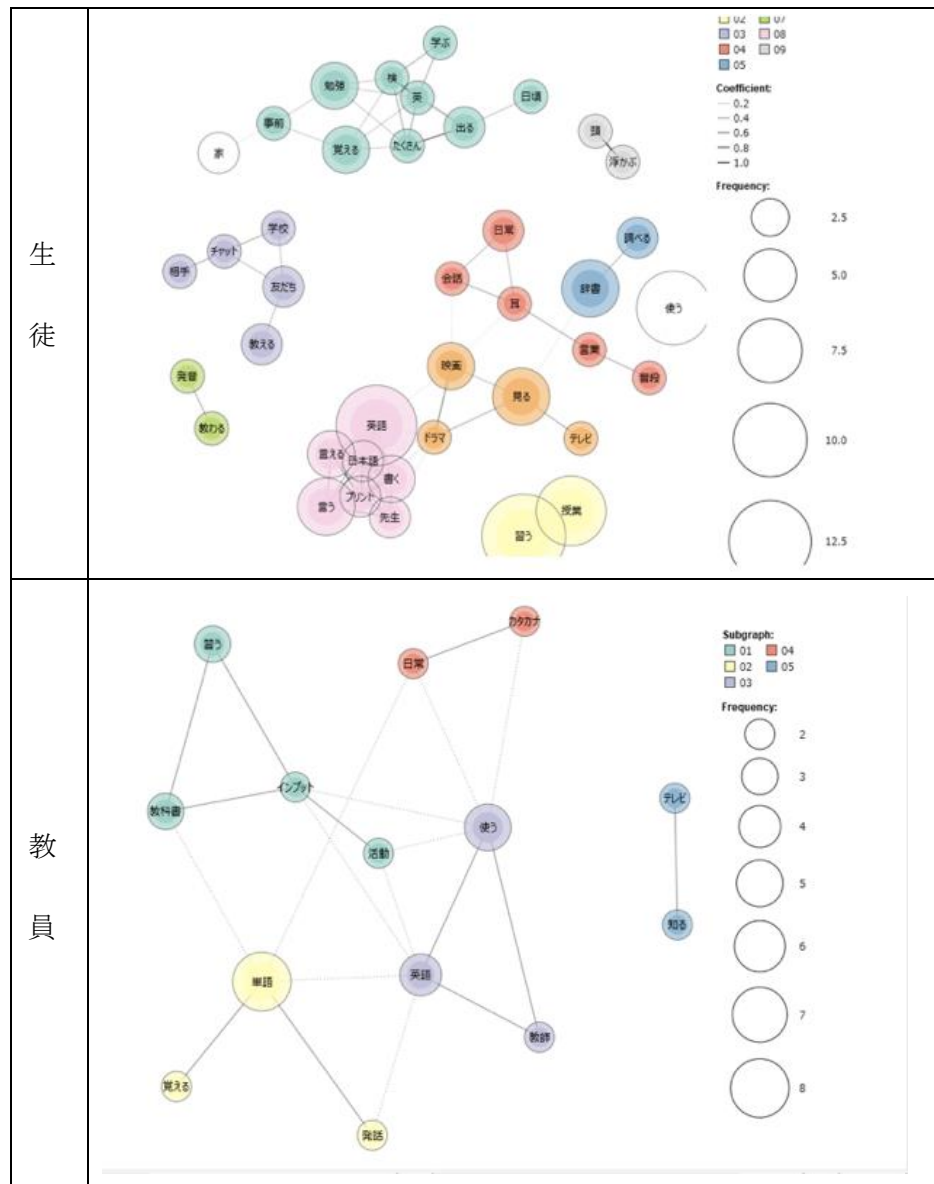 生
徒
学ぶ
検
英
勉強
日頃
事前
出る
覚える
たくさん
家
頭
浮かぶ
02 07
03 08
04 09
05
Coefficient:
0.2
0.4
0.6
0.8
1.0
Frequency:
2.5
5.0
7.5
10.0
12.5
学校
チャット
相手
友だち
教える
発音
教わる
日常
会話
耳
調べる
辞書
使う
言葉
普段
映画
見る
ドラマ
テレビ
英語
言える
日本語
書く
プリント
言う
先生
授業
習う
教
員
カタカナ
習う
日常
インプット
教科書
使う
活動
単語
英語
教師
覚える
発話
テレビ
知る
Subgraph:
01 04
02 05
03
Frequency:
2
3
4
5
6
7
8